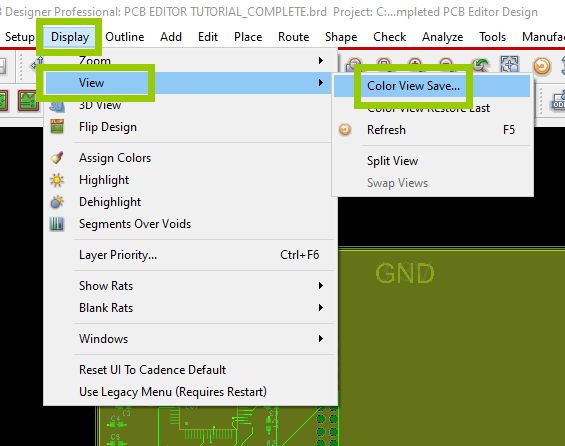 Designer Professional: PCB EDITOR TUTORIAL_COMPLETE.brd Project: C:...mpleted PCB Editor Design
Setup Display Outline Add Edit Place Route Shape Check Analyze Tools Manufa
Zoom
View
3D View
Flip Design
Assign Colors
Highlight
Dehighlight
Segments Over Voids
Layer Priority... Ctrl+F6
Show Rats
Blank Rats
Windows
Reset UI To Cadence Default
Use Legacy Menu (Requires Restart)
Color View Save...
Color View Restore Last
Refresh F5
Split View
Swap Views
GND
C4